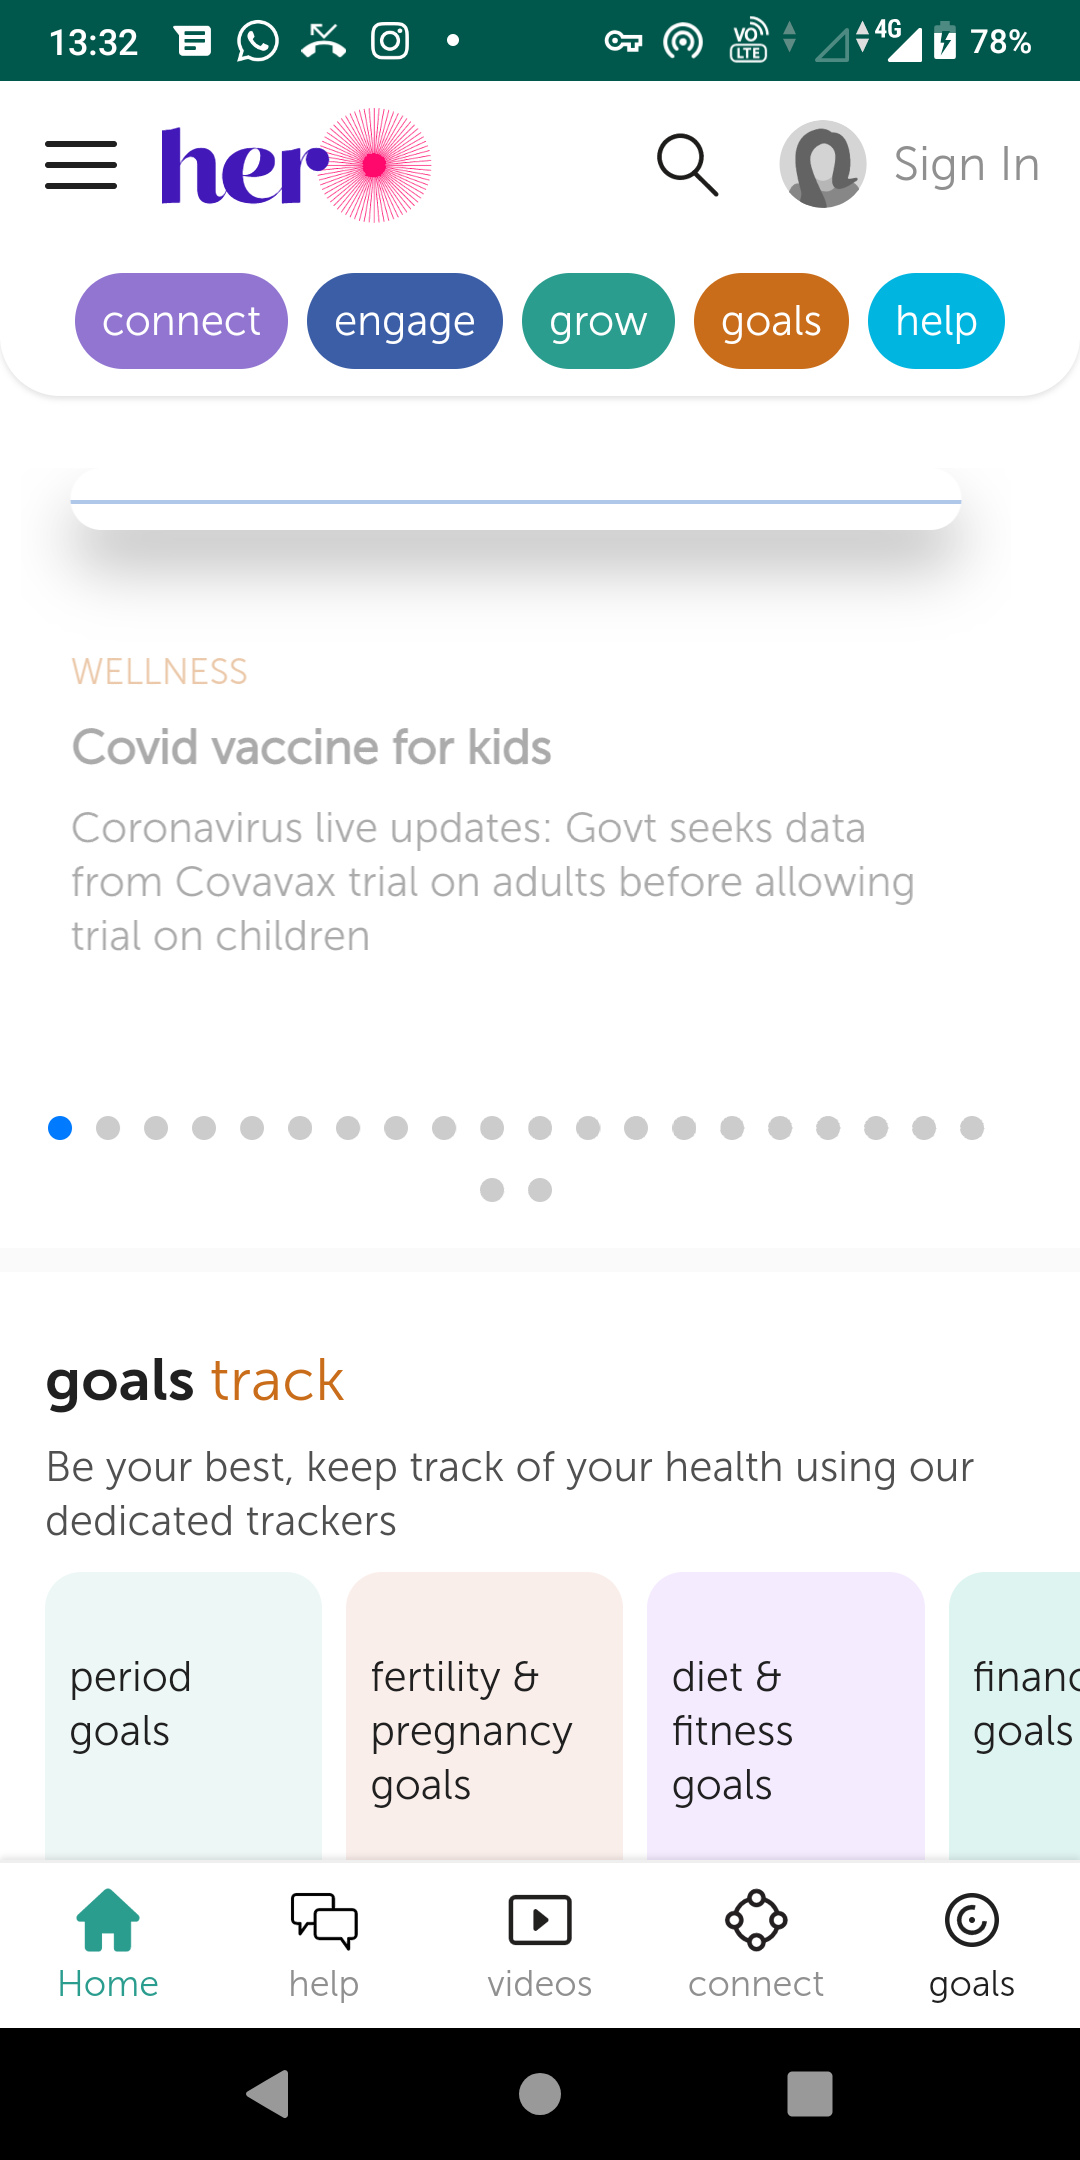 13:32
VO LTE 4G 78%
her
Sign In
connect engage grow goals help
WELLNESS
Covid vaccine for kids
Coronavirus live updates: Govt seeks data
from Covavax trial on adults before allowing
trial on children
goals track
Be your best, keep track of your health using our
dedicated trackers
period
goals
fertility &
pregnancy
goals
diet &
fitness
goals
financ
goals
Home help videos connect goals